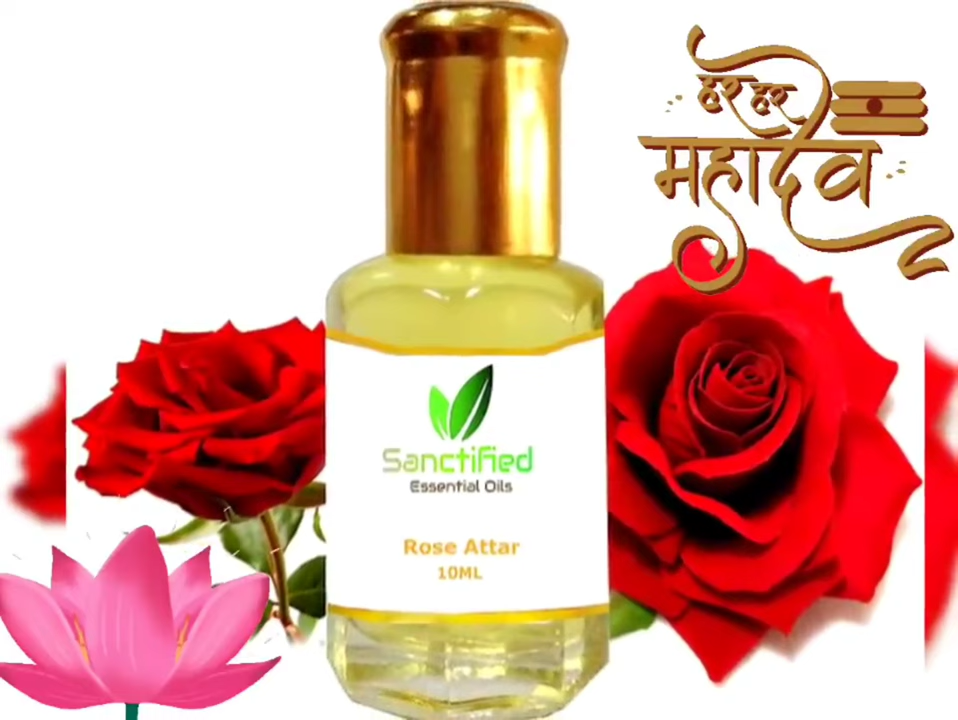 हर हर
महादेव
Sanctified
Essential Oils
Rose Attar
10ML